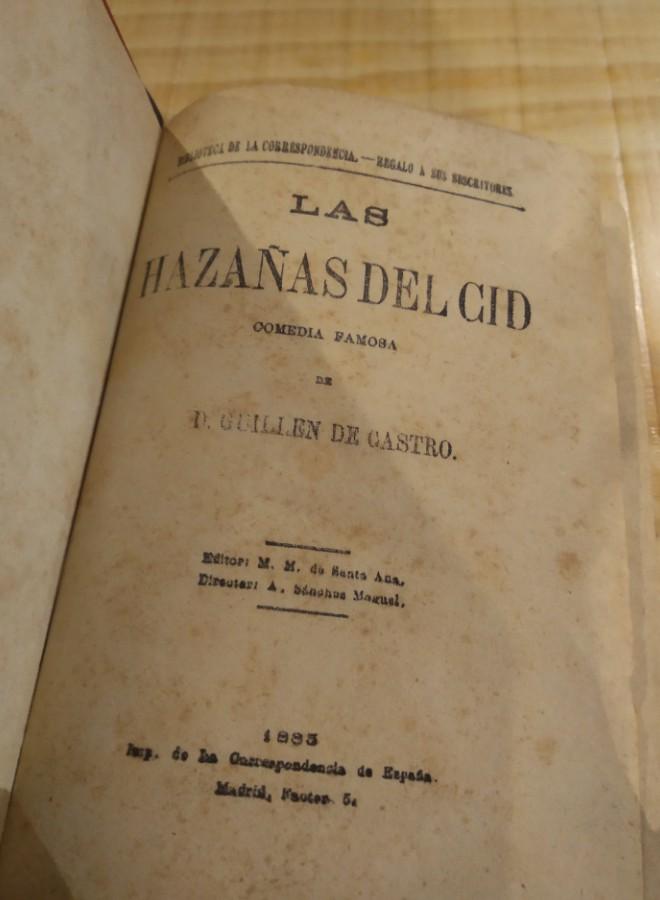 BIBLIOTECA DE LA CORRESPONDENCIA.—REGALO A SUS SUSCRITORES
LAS
HAZAÑAS DEL CID
COMEDIA FAMOSA
DE
D. GUILLEN DE CASTRO.
Editor: M. M. de Santa Ana.
Director: A. Sánchez Moguel.
1883
Imp. de La Correspondencia de España.
Madrid, Factor 5.